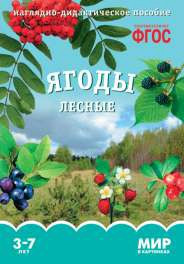 НАГЛЯДНО-ДИДАКТИЧЕСКОЕ ПОСОБИЕ
ФГОС
ЯГОДЫ
ЛЕСНЫЕ
3-7
ЛЕТ
МИР
В КАРТИНКАХ